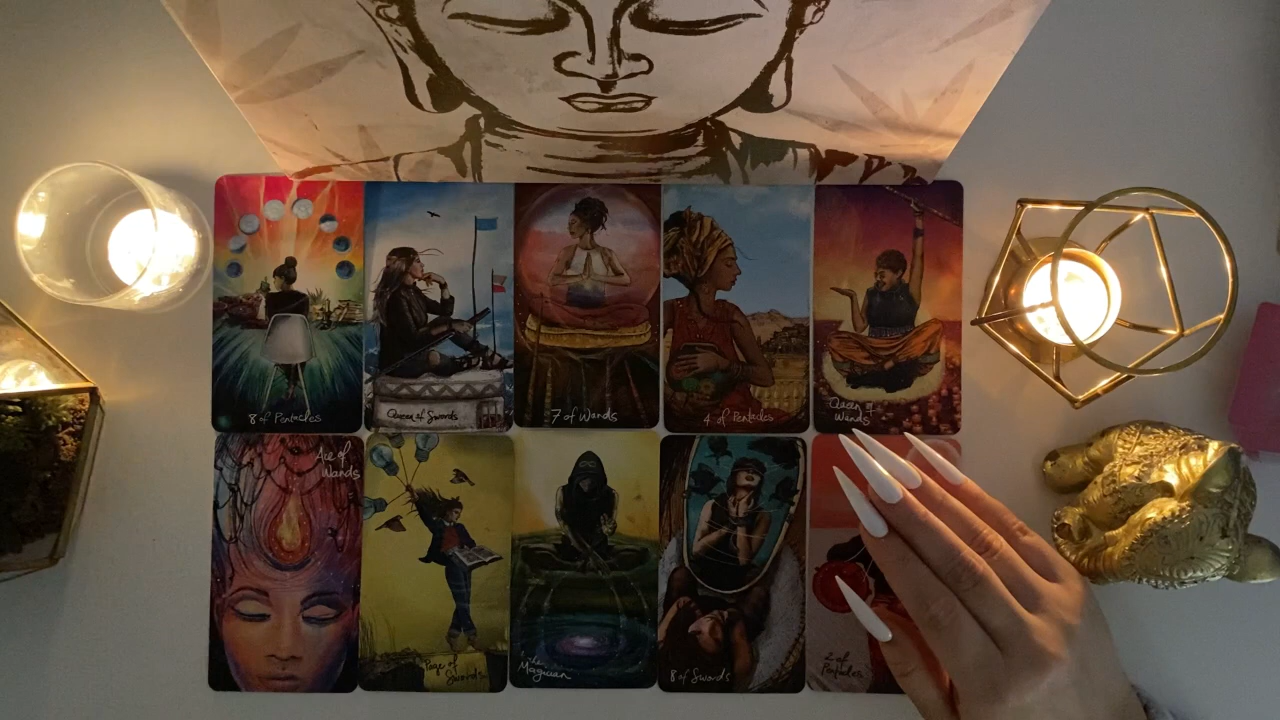 8 of Pentacles
Queen of Swords
7 of Wands
4 of Pentacles
Queen of
Wands
Ace of
Wands
Page of
Swords
The
Magician
8 of Swords
2 of
Pentacles